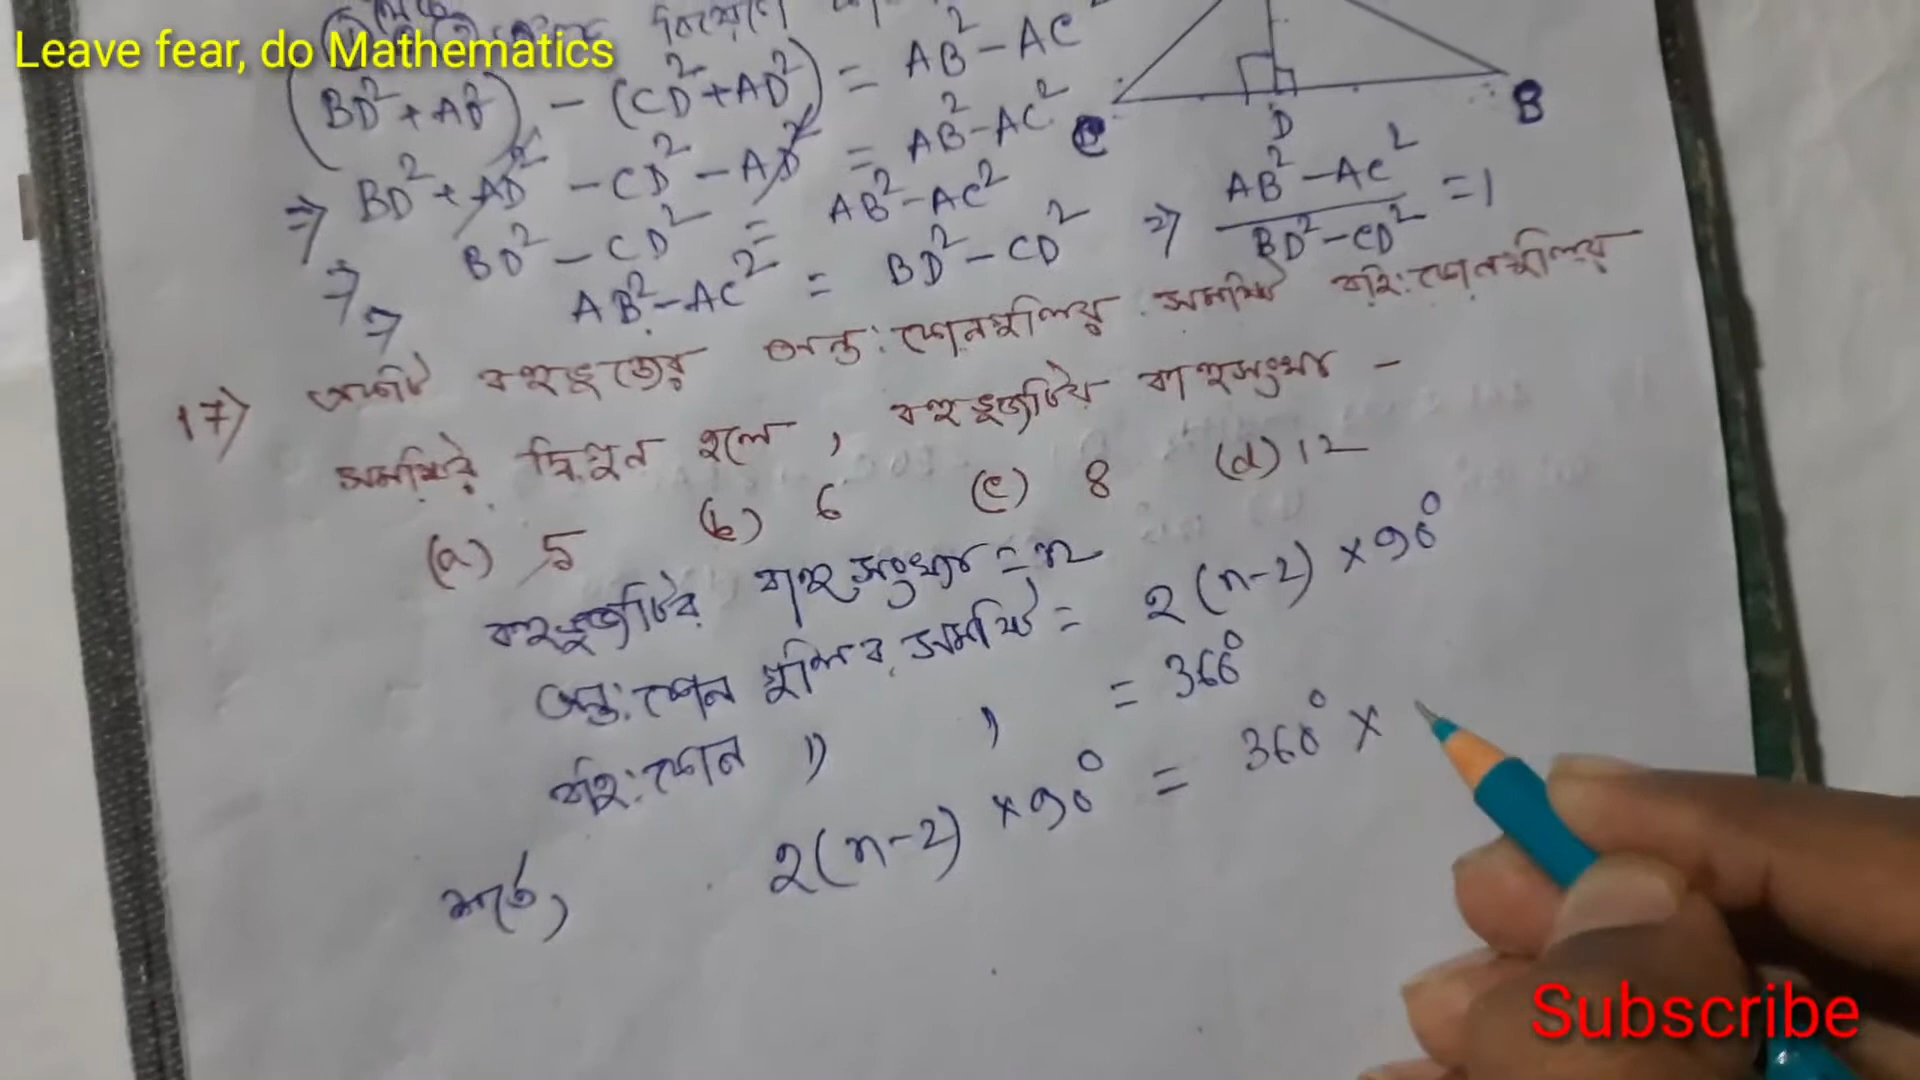 Leave fear, do Mathematics
(BD²+AD²) - (CD²+AD²) = AB²-AC²
⇒ BD²+AD²-CD²-AD² = AB²-AC²
⇒ BD²-CD² = AB²-AC²
⇒ AB²-AC² = BD²-CD² ⇒ AB²-AC²/BD²-CD² =1
C D B
17) একটি বহুভুজের অন্তঃকোনগুলির সমষ্টি বহিঃকোনগুলির
সমষ্টির দ্বিগুন হলে, বহুভুজটির বাহুসংখ্যা -
(a) 5 (b) 6 (c) 8 (d) 12
বহুভুজটির বাহুসংখ্যা = n
অন্তঃকোন গুলির সমষ্টি = 2(n-2)×90°
বহিঃকোন " " = 360°
শর্তে, 2(n-2)×90° = 360°×
Subscribe